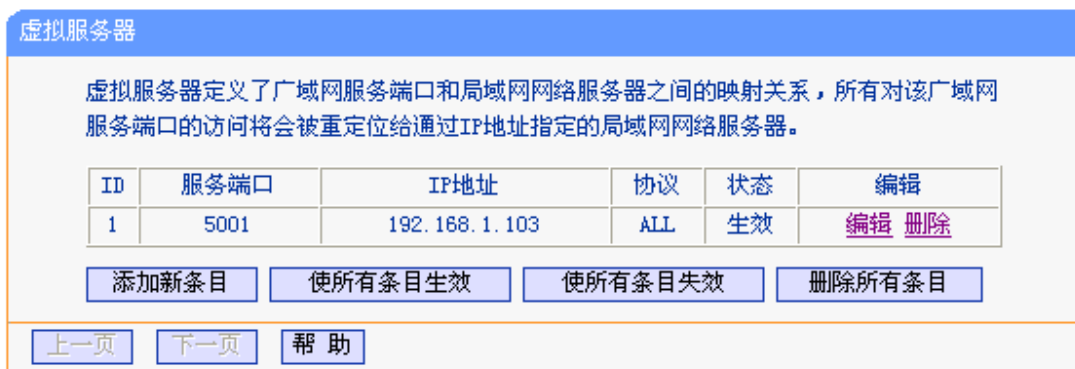 虚拟服务器
虚拟服务器定义了广域网服务端口和局域网网络服务器之间的映射关系，所有对该广域网
服务端口的访问将会被重定位给通过IP地址指定的局域网网络服务器。
ID 服务端口 IP地址 协议 状态 编辑
1 5001 192.168.1.103 ALL 生效 编辑 删除
添加新条目 使所有条目生效 使所有条目失效 删除所有条目
上一页 下一页 帮 助